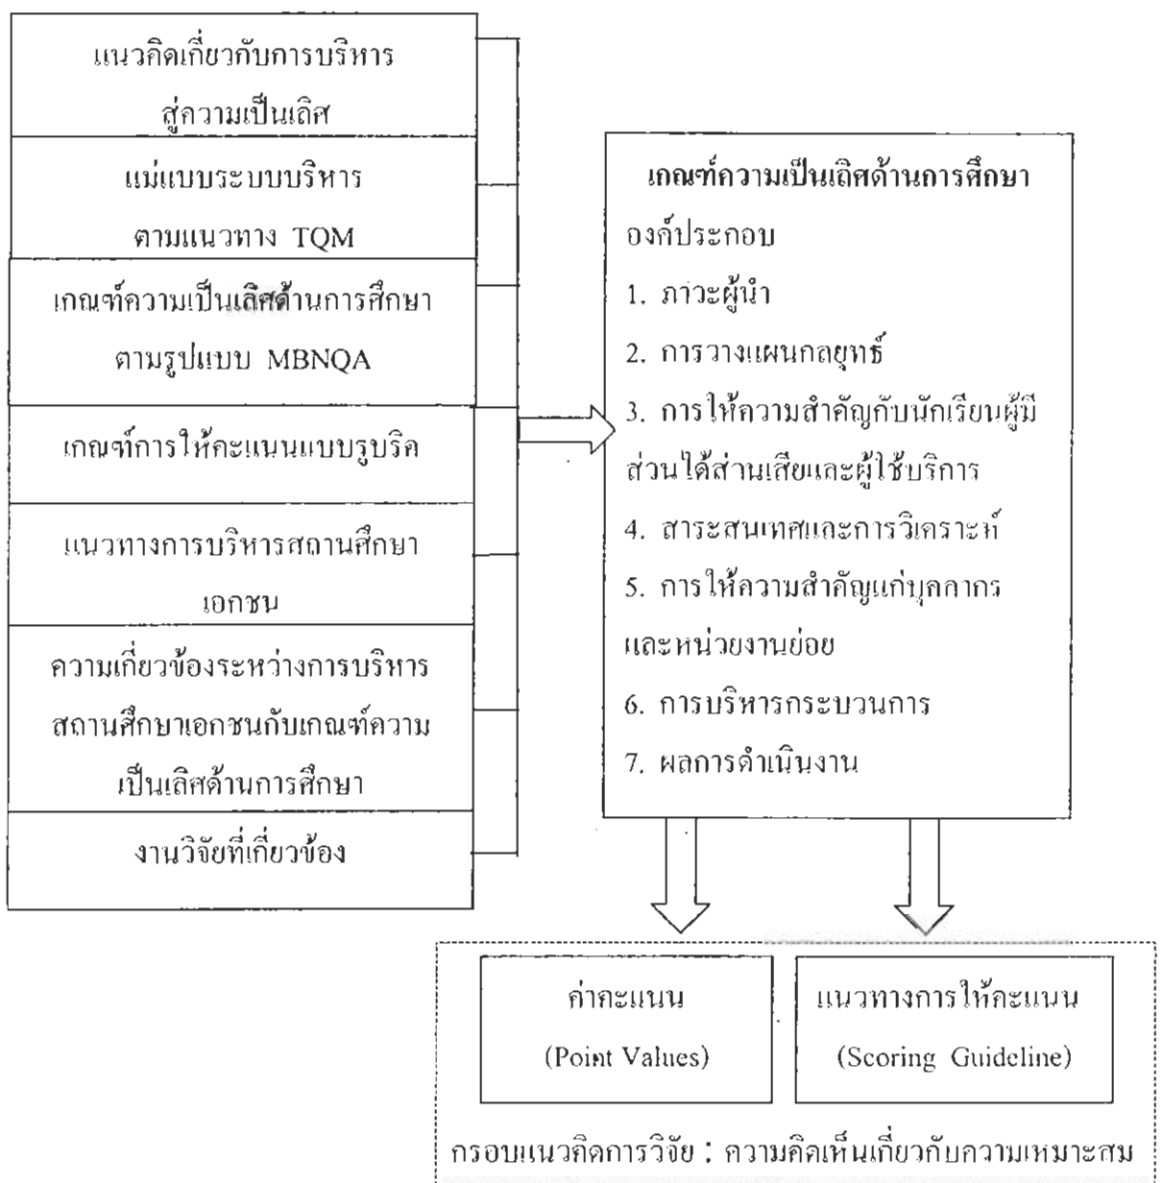 แนวคิดเกี่ยวกับการบริหาร
สู่ความเป็นเลิศ
แม่แบบระบบบริหาร
ตามแนวทาง TQM
เกณฑ์ความเป็นเลิศด้านการศึกษา
ตามรูปแบบ MBNQA
เกณฑ์การให้คะแนนแบบรูบริค
แนวทางการบริหารสถานศึกษา
เอกชน
ความเกี่ยวข้องระหว่างการบริหาร
สถานศึกษาเอกชนกับเกณฑ์ความ
เป็นเลิศด้านการศึกษา
งานวิจัยที่เกี่ยวข้อง
เกณฑ์ความเป็นเลิศด้านการศึกษา
องค์ประกอบ
1. ภาวะผู้นำ
2. การวางแผนกลยุทธ์
3. การให้ความสำคัญกับนักเรียนผู้มี
ส่วนได้ส่านเสียและผู้ใช้บริการ
4. สาระสนเทศและการวิเคราะห์
5. การให้ความสำคัญแก่บุคลากร
และหน่วยงานย่อย
6. การบริหารกระบวนการ
7. ผลการดำเนินงาน
ค่าคะแนน
(Point Values)
แนวทางการให้คะแนน
(Scoring Guideline)
กรอบแนวคิดการวิจัย : ความคิดเห็นเกี่ยวกับความเหมาะสม